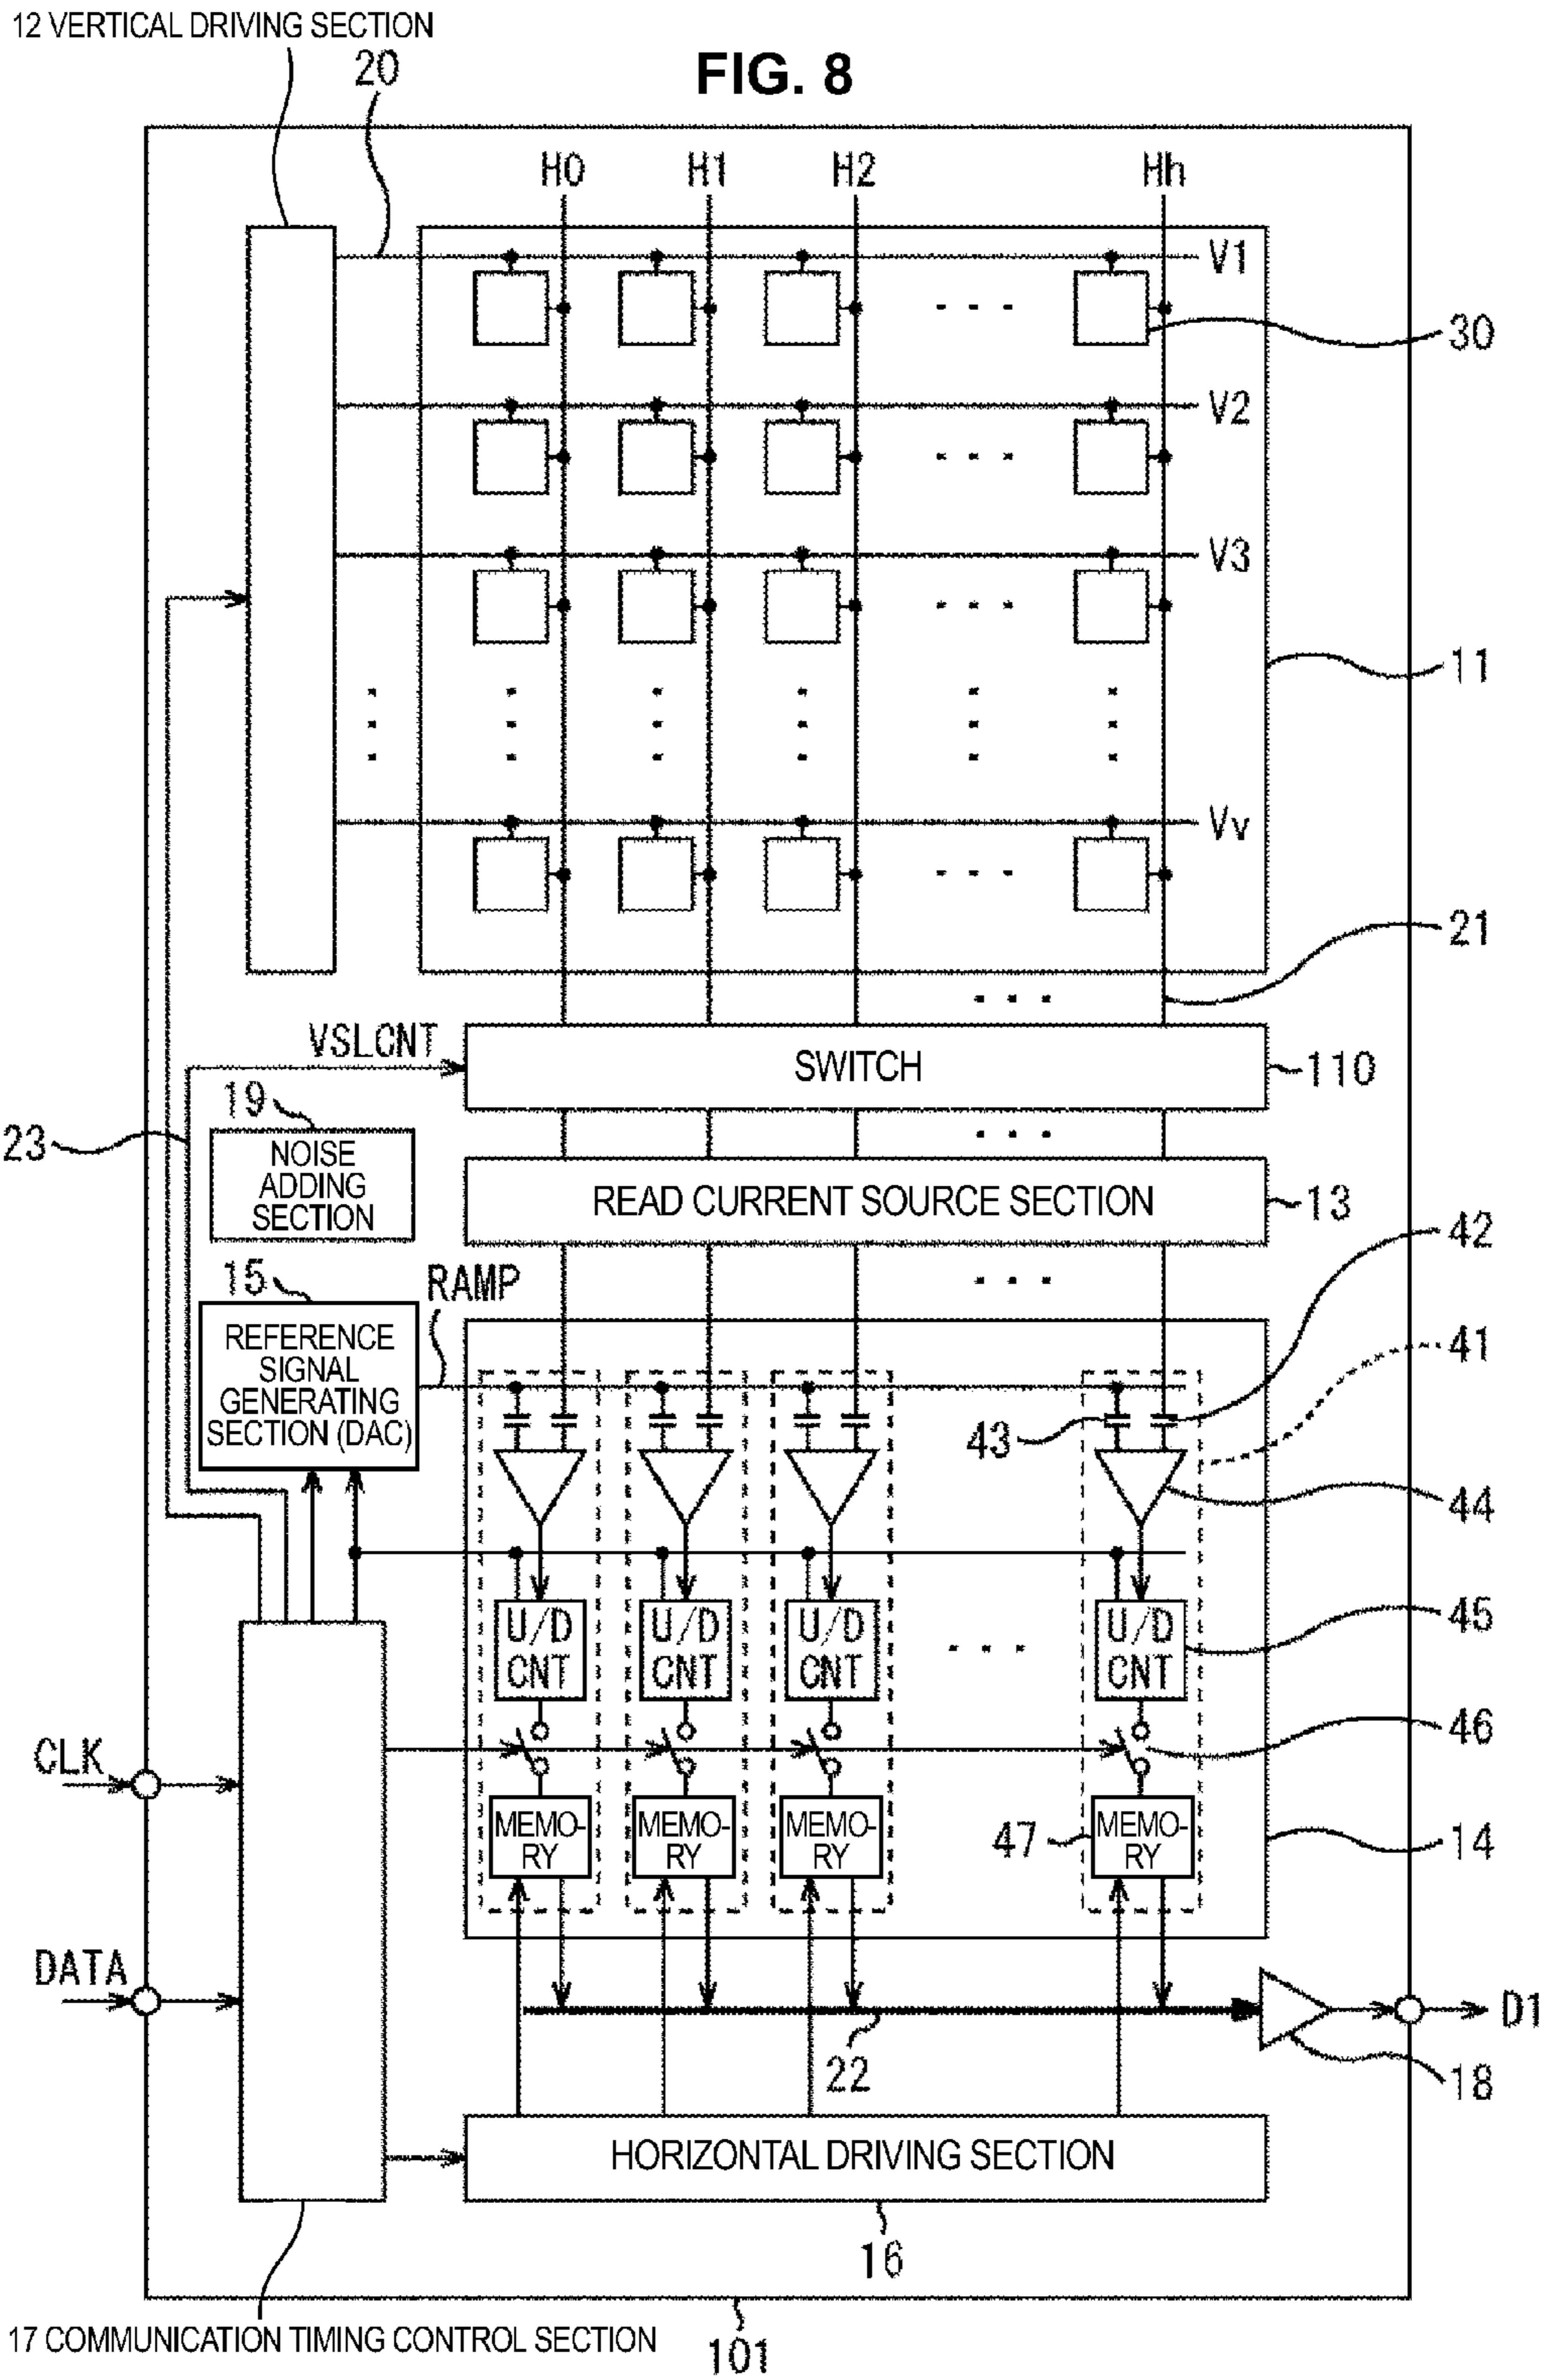 12 VERTICAL DRIVING SECTION
20
FIG. 8
H0 H1 H2 Hh
V1
30
V2
V3
11
Vv
21
VSLCNT
SWITCH
110
19
23
NOISE
ADDING
SECTION
READ CURRENT SOURCE SECTION
13
42
15
RAMP
REFERENCE
SIGNAL
GENERATING
SECTION (DAC)
41
43
44
U/D
CNT
U/D
CNT
U/D
CNT
U/D
CNT
45
46
CLK
MEMO-
RY
MEMO-
RY
MEMO-
RY
47
MEMO-
RY
14
DATA
D1
22
18
HORIZONTAL DRIVING SECTION
16
17 COMMUNICATION TIMING CONTROL SECTION
101